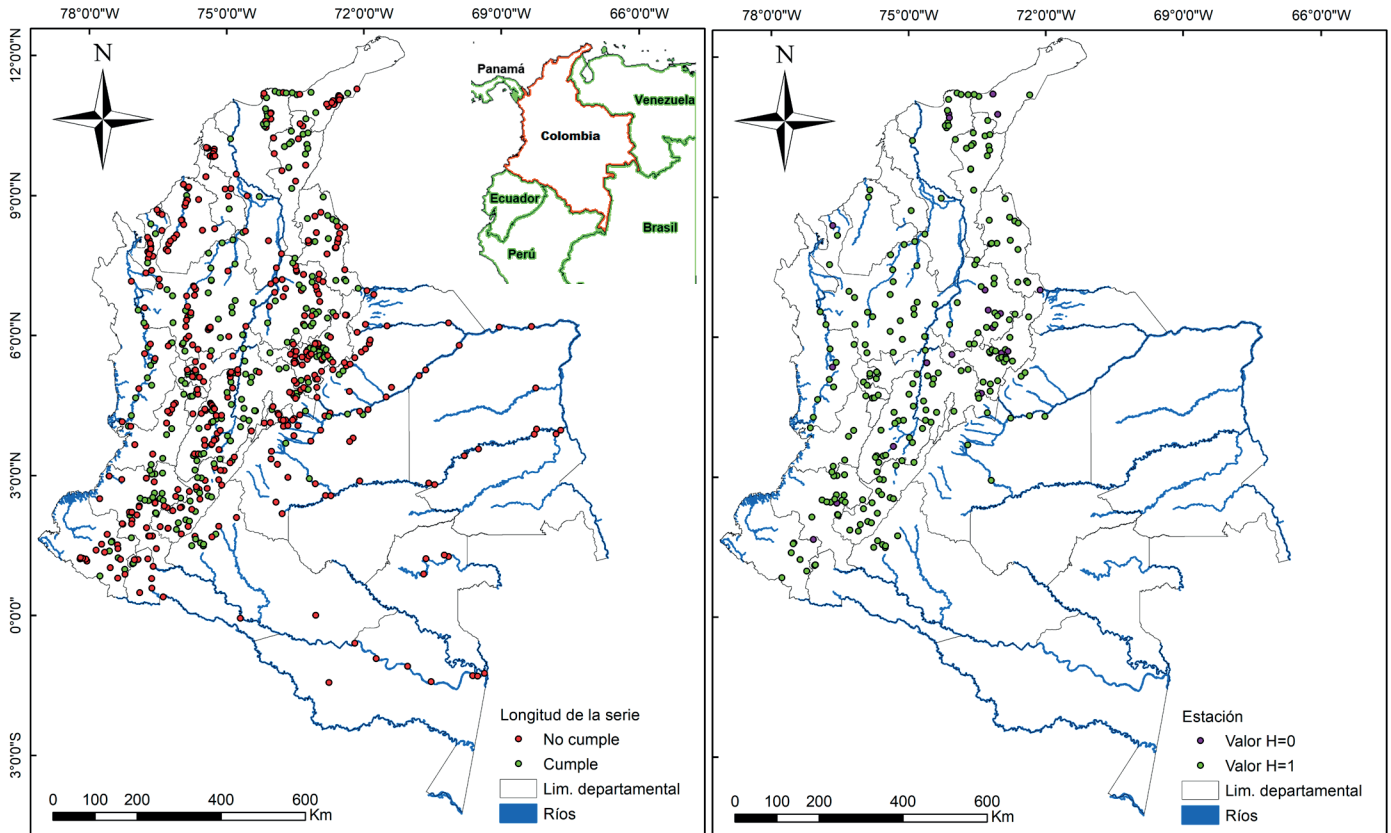 78°0'0"W 75°0'0"W 72°0'0"W 69°0'0"W 66°0'0"W
12°0'0"N
9°0'0"N
6°0'0"N
3°0'0"N
0°0'0"
3°0'0"S
N
Panamá
Venezuela
Colombia
Ecuador
Brasil
Perú
Longitud de la serie
No cumple
Cumple
Lim. departamental
Ríos
0 100 200 400 600
Km
78°0'0"W 75°0'0"W 72°0'0"W 69°0'0"W 66°0'0"W
N
Estación
Valor H=0
Valor H=1
Lim. departamental
Ríos
0 100 200 400 600
Km